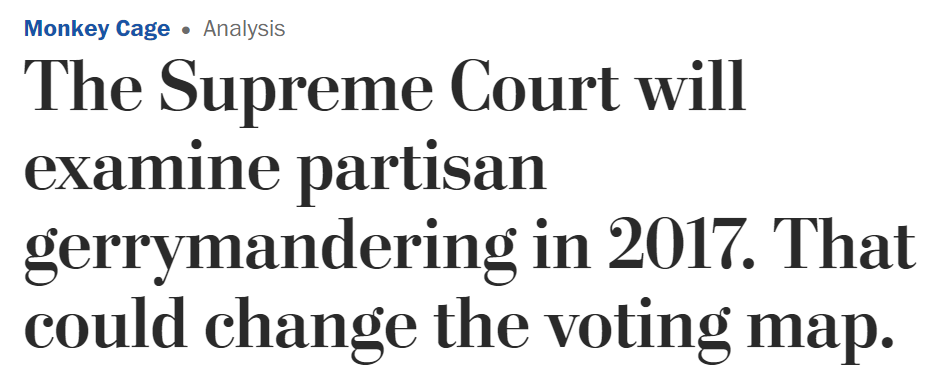 Monkey Cage • Analysis
The Supreme Court will
examine partisan
gerrymandering in 2017. That
could change the voting map.